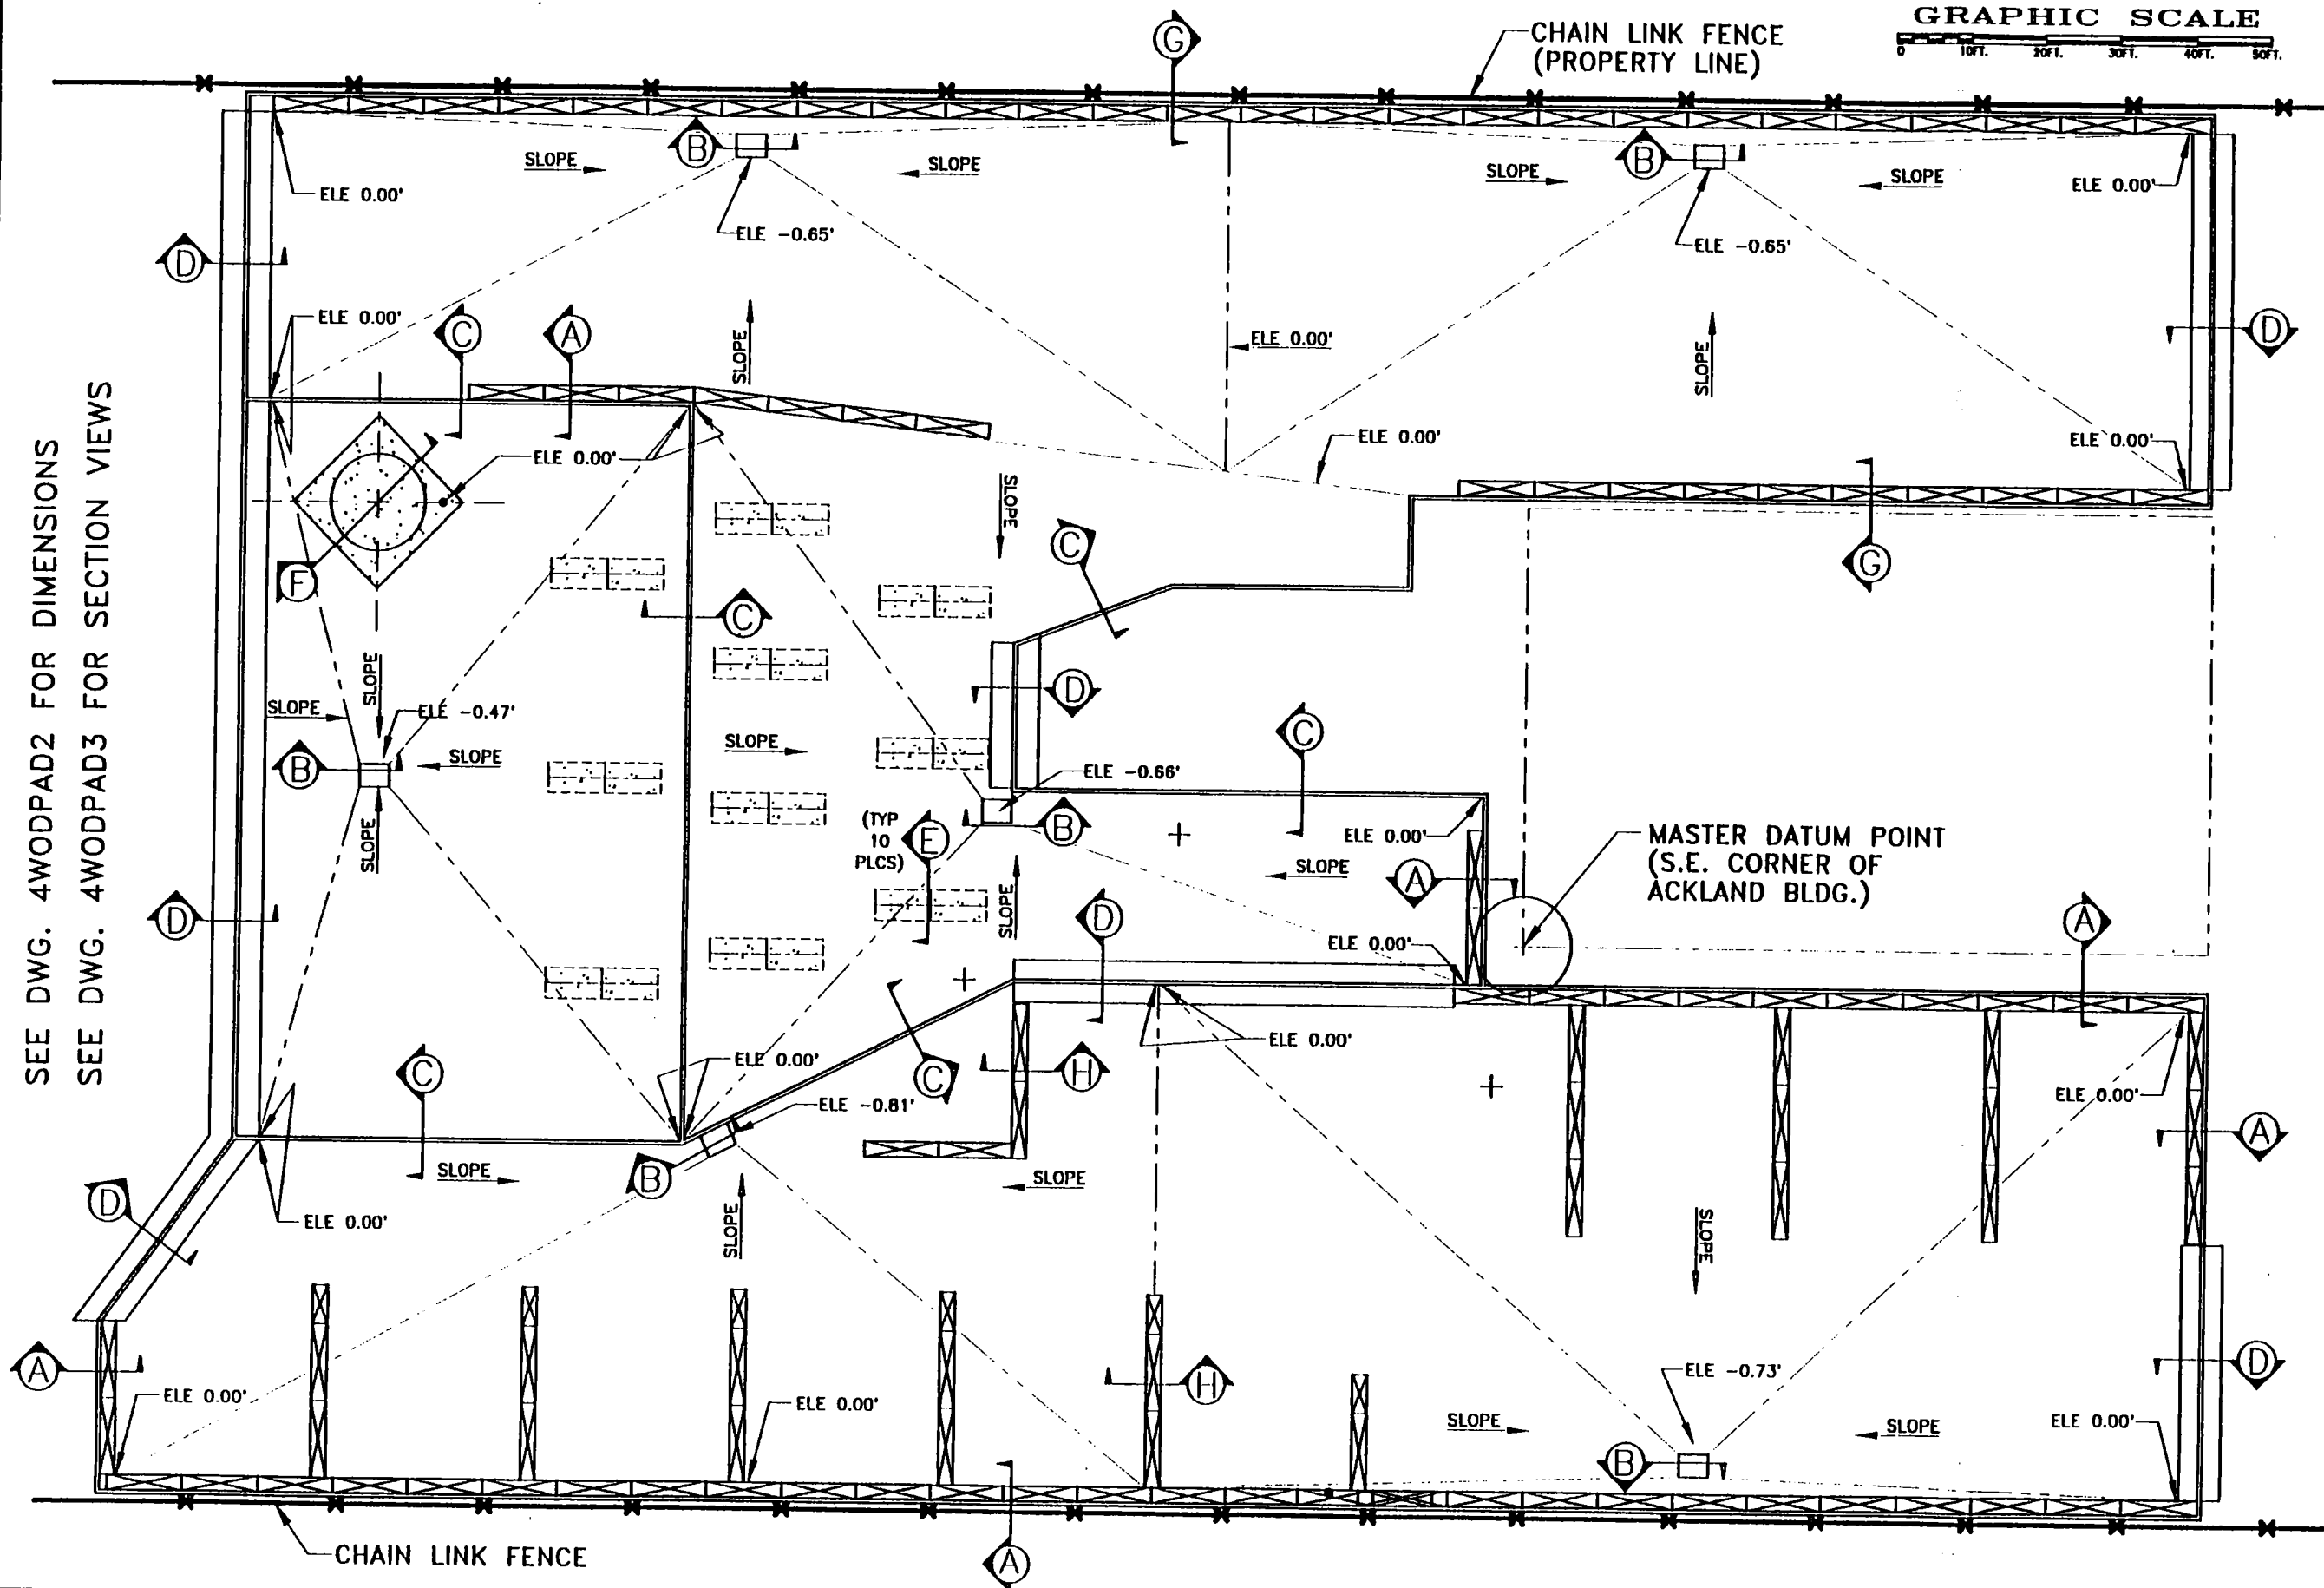 GRAPHIC SCALE
0 10FT. 20FT. 30FT. 40FT. 50FT.
CHAIN LINK FENCE
(PROPERTY LINE)
G
B
B
SLOPE
SLOPE
SLOPE
SLOPE
ELE 0.00'
ELE 0.00'
ELE -0.65'
ELE -0.65'
D
D
ELE 0.00'
C
A
SLOPE
ELE 0.00'
SLOPE
ELE 0.00'
ELE 0.00'
ELE 0.00'
SLOPE
C
G
F
C
SEE DWG. 4WODPAD2 FOR DIMENSIONS
SEE DWG. 4WODPAD3 FOR SECTION VIEWS
SLOPE
SLOPE
ELE -0.47'
D
C
B
SLOPE
SLOPE
ELE -0.66'
SLOPE
(TYP
10
PLCS)
E
B
ELE 0.00'
MASTER DATUM POINT
(S.E. CORNER OF
ACKLAND BLDG.)
SLOPE
A
SLOPE
D
D
ELE 0.00'
A
ELE 0.00'
ELE 0.00'
C
C
H
ELE -0.81'
ELE 0.00'
A
B
SLOPE
SLOPE
D
SLOPE
ELE 0.00'
SLOPE
A
H
ELE -0.73'
D
ELE 0.00'
ELE 0.00'
SLOPE
SLOPE
ELE 0.00'
B
CHAIN LINK FENCE
A